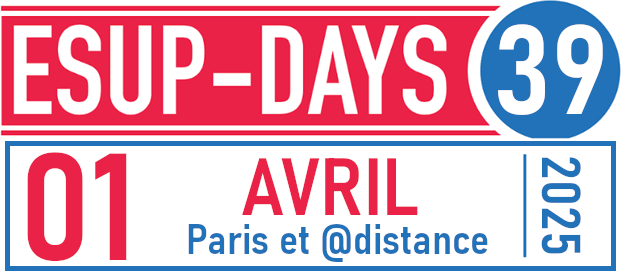 ESUP-DAYS 39
01 AVRIL 2025
Paris et @distance